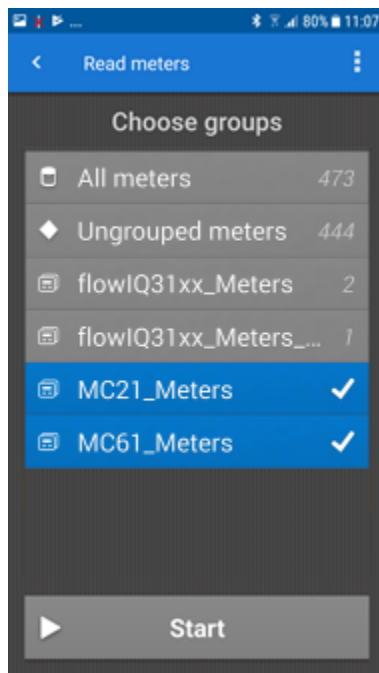 ... 80% 11:07
Read meters
Choose groups
All meters 473
Ungrouped meters 444
flowIQ31xx_Meters 2
flowIQ31xx_Meters_... 1
MC21_Meters
MC61_Meters
Start